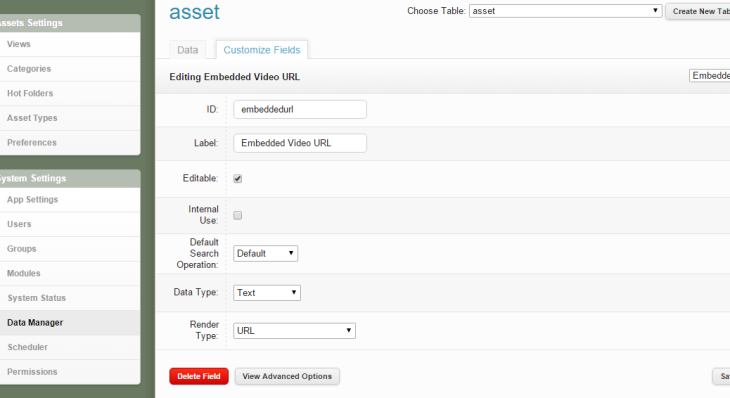 asset
Choose Table: asset
Create New Tab
Assets Settings
Views
Categories
Hot Folders
Asset Types
Preferences
System Settings
App Settings
Users
Groups
Modules
System Status
Data Manager
Scheduler
Permissions
Data
Customize Fields
Editing Embedded Video URL
Embedde
ID: embeddedurl
Label: Embedded Video URL
Editable:
Internal
Use:
Default
Search
Operation:
Default
Data Type: Text
Render
Type:
URL
Delete Field
View Advanced Options
Sa